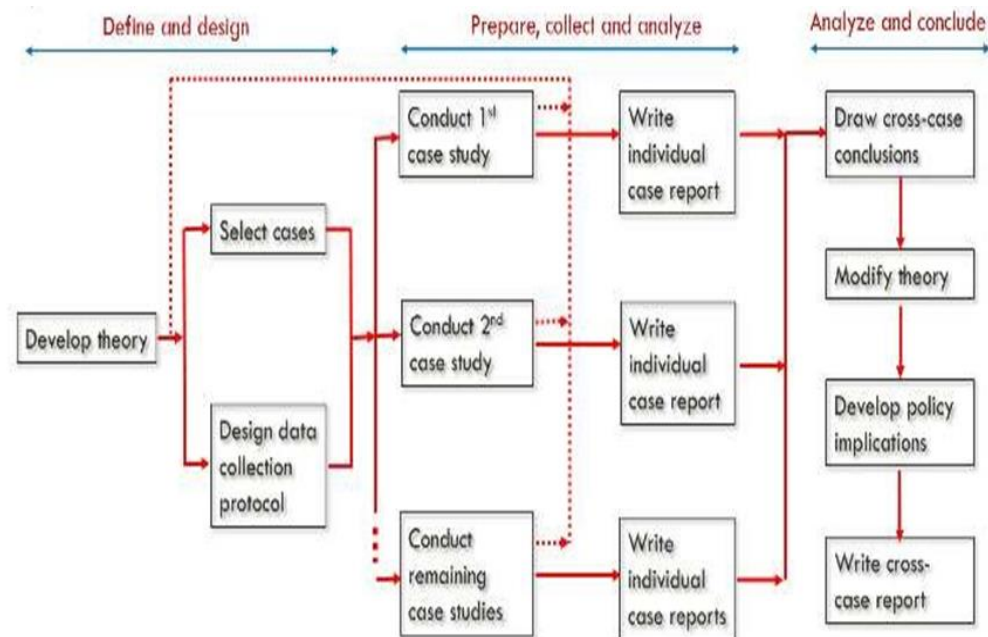 Define and design
Prepare, collect and analyze
Analyze and conclude
Develop theory
Select cases
Design data
collection
protocol
Conduct 1st
case study
Conduct 2nd
case study
Conduct
remaining
case studies
Write
individual
case report
Write
individual
case report
Write
individual
case reports
Draw cross-case
conclusions
Modify theory
Develop policy
implications
Write cross-
case report